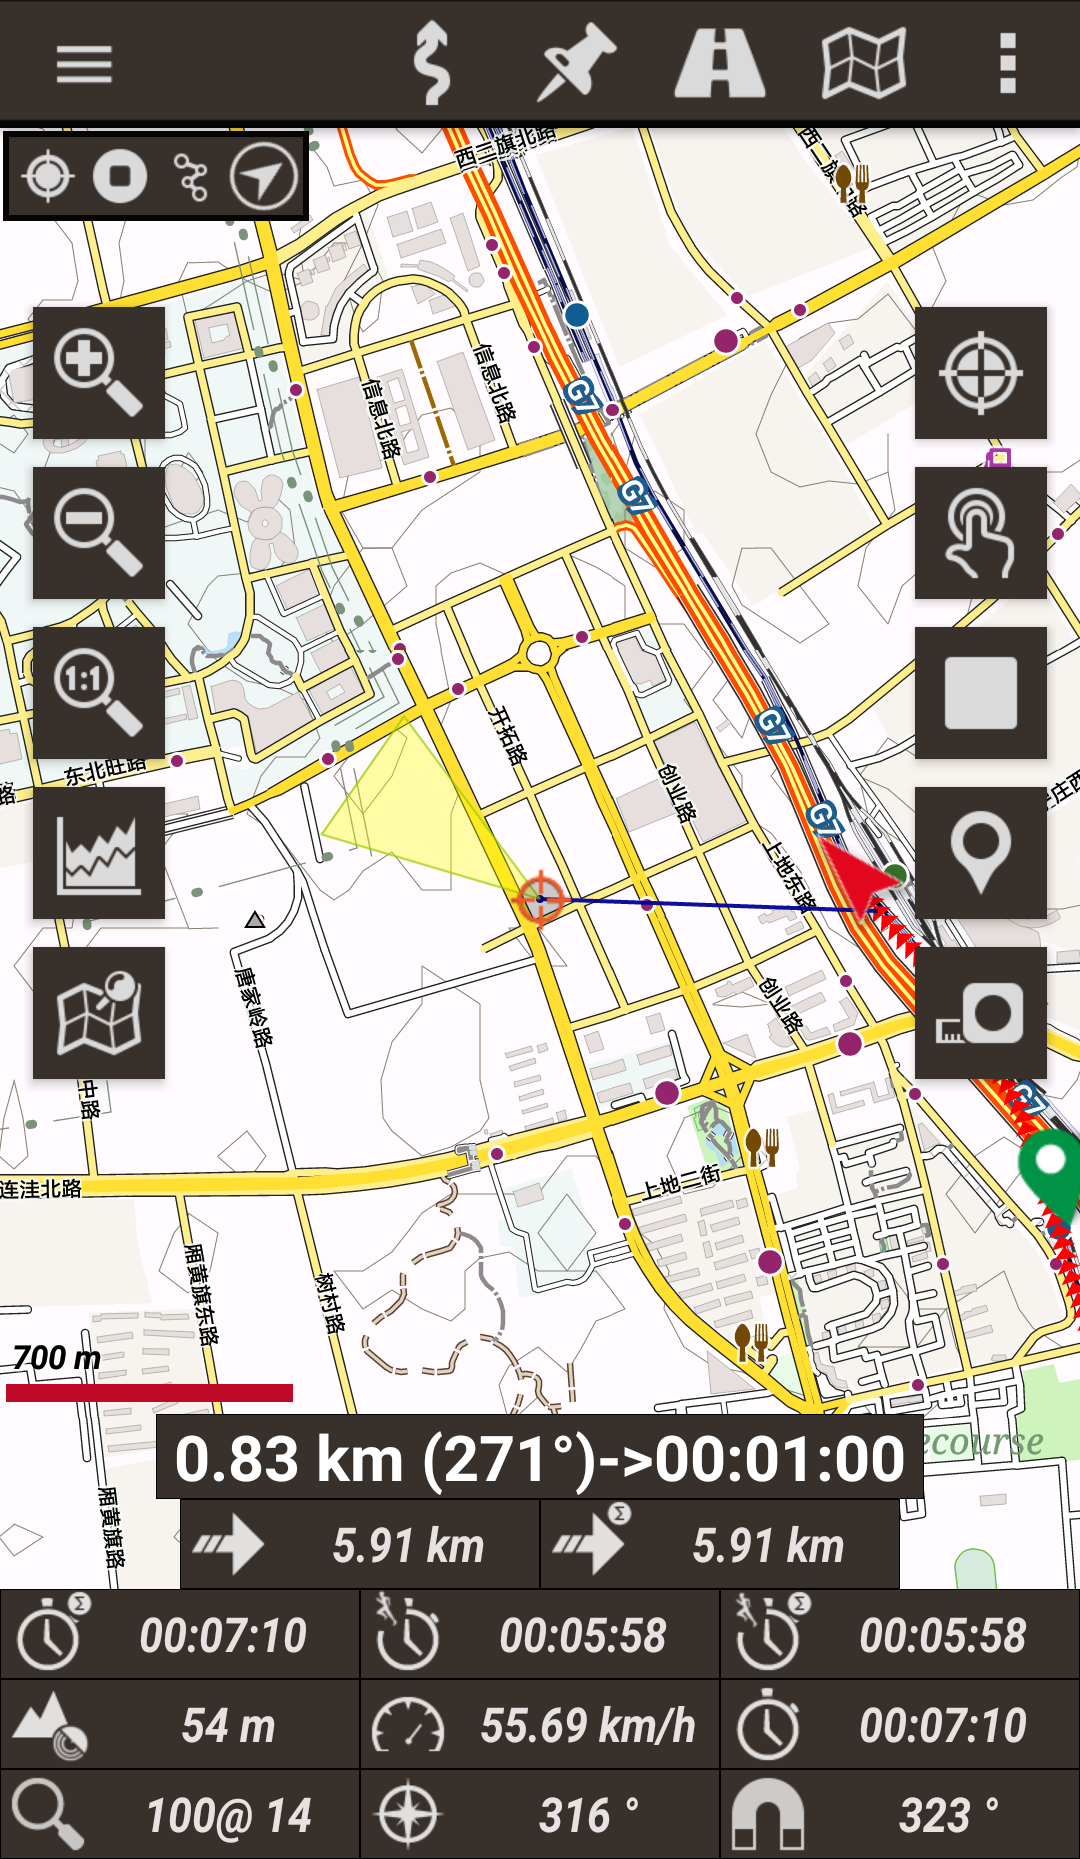 西二旗北路
G7
信息北路
信息北路
G7
1:1
开拓路
G7
东北旺路
路
创业路
G7
上地东路
唐家岭路
创业路
中路
G7
连洼北路
上地二街
厢黄旗东路
树村路
700 m
ecourse
0.83 km (271°)->00:01:00
厢黄旗路
5.91 km
Σ
5.91 km
Σ
00:07:10
00:05:58
Σ
00:05:58
54 m
55.69 km/h
00:07:10
100@ 14
316 °
323 °